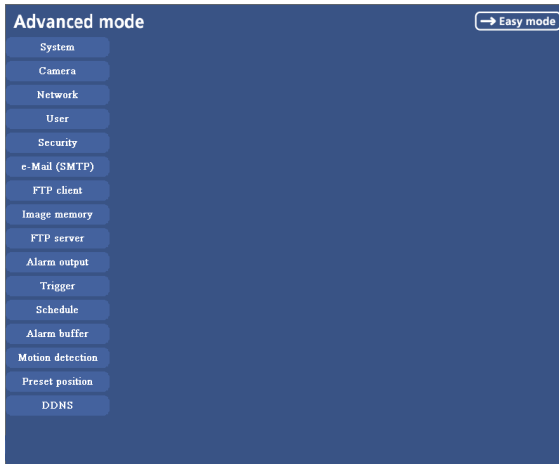 Advanced mode
→ Easy mode
System
Camera
Network
User
Security
e-Mail (SMTP)
FTP client
Image memory
FTP server
Alarm output
Trigger
Schedule
Alarm buffer
Motion detection
Preset position
DDNS